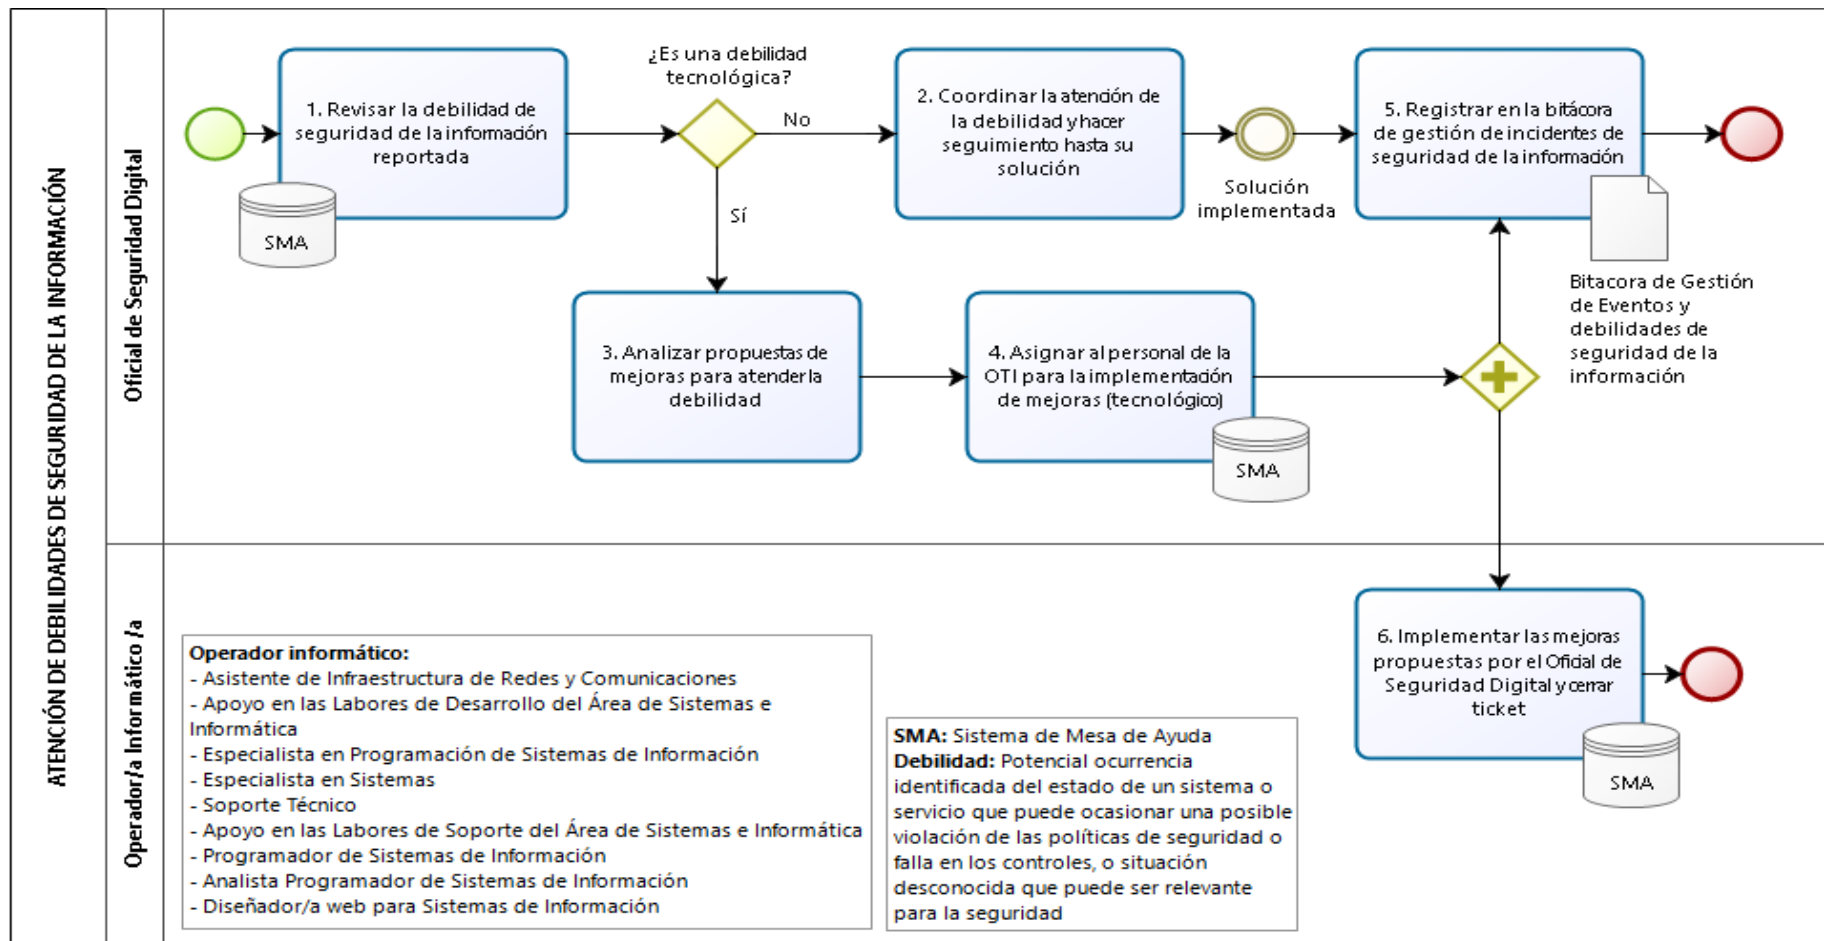 ATENCIÓN DE DEBILIDADES DE SEGURIDAD DE LA INFORMACIÓN
Oficial de Seguridad Digital
1. Revisar la debilidad de
seguridad de la información
reportada
SMA
¿Es una debilidad
tecnológica?
No
Sí
2. Coordinar la atención de
la debilidad y hacer
seguimiento hasta su
solución
Solución
implementada
5. Registrar en la bitácora
de gestión de incidentes de
seguridad de la información
Bitacora de Gestión
de Eventos y
debilidades de
seguridad de la
información
3. Analizar propuestas de
mejoras para atender la
debilidad
4. Asignar al personal de la
OTI para la implementación
de mejoras (tecnológico)
SMA
Operador/a Informático /a
Operador informático:
- Asistente de Infraestructura de Redes y Comunicaciones
- Apoyo en las Labores de Desarrollo del Área de Sistemas e
Informática
- Especialista en Programación de Sistemas de Información
- Especialista en Sistemas
- Soporte Técnico
- Apoyo en las Labores de Soporte del Área de Sistemas e Informática
- Programador de Sistemas de Información
- Analista Programador de Sistemas de Información
- Diseñador/a web para Sistemas de Información
SMA: Sistema de Mesa de Ayuda
Debilidad: Potencial ocurrencia
identificada del estado de un sistema o
servicio que puede ocasionar una posible
violación de las políticas de seguridad o
falla en los controles, o situación
desconocida que puede ser relevante
para la seguridad
6. Implementar las mejoras
propuestas por el Oficial de
Seguridad Digital y cerrar
ticket
SMA